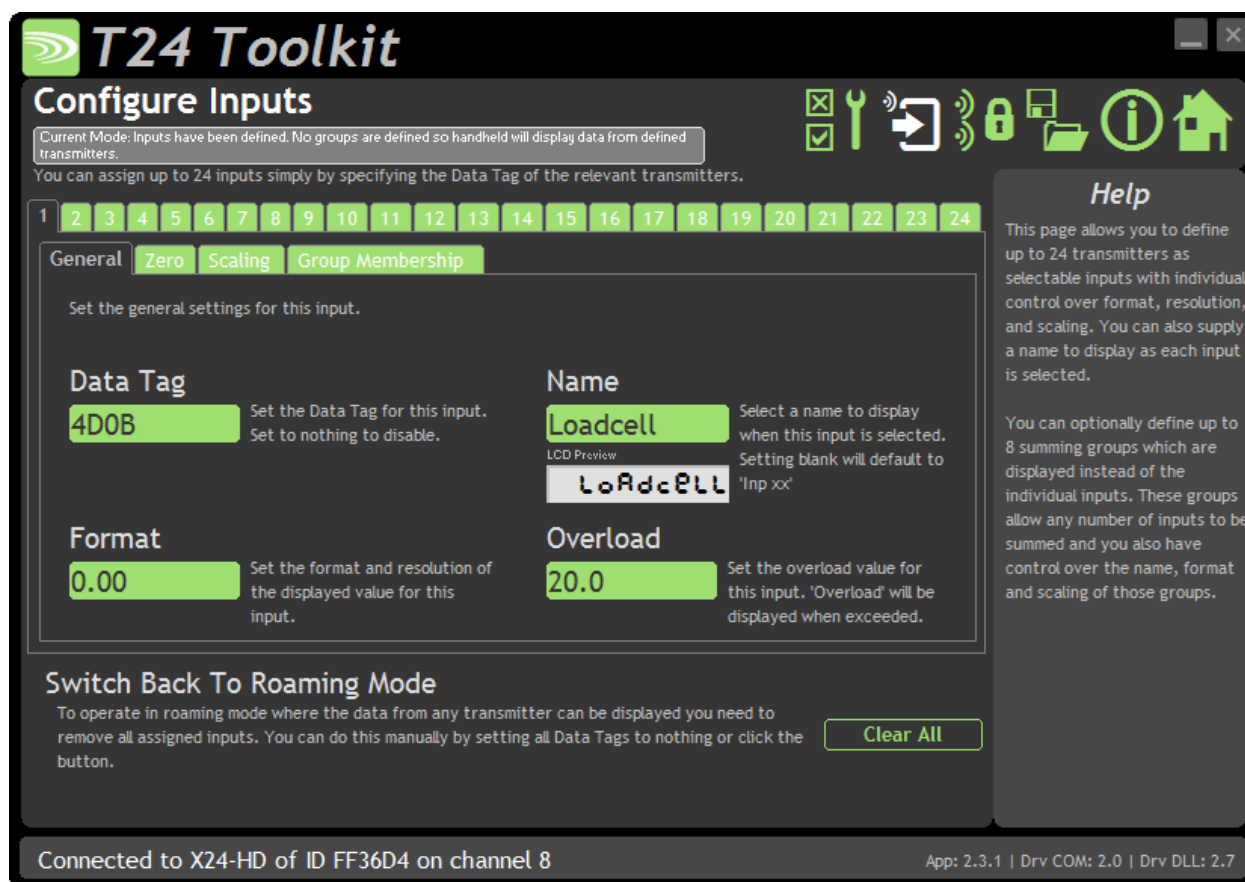 T24 Toolkit
Configure Inputs
Current Mode: Inputs have been defined. No groups are defined so handheld will display data from defined
transmitters.
You can assign up to 24 inputs simply by specifying the Data Tag of the relevant transmitters.
1 2 3 4 5 6 7 8 9 10 11 12 13 14 15 16 17 18 19 20 21 22 23 24
General Zero Scaling Group Membership
Set the general settings for this input.
Data Tag
4D0B
Set the Data Tag for this input.
Set to nothing to disable.
Name
Loadcell
LCD Preview
LoAdcELL
Select a name to display
when this input is selected.
Setting blank will default to
'Inp xx'
Format
0.00
Set the format and resolution of
the displayed value for this
input.
Overload
20.0
Set the overload value for
this input. 'Overload' will be
displayed when exceeded.
Switch Back To Roaming Mode
To operate in roaming mode where the data from any transmitter can be displayed you need to
remove all assigned inputs. You can do this manually by setting all Data Tags to nothing or click the
button.
Clear All
Help
This page allows you to define
up to 24 transmitters as
selectable inputs with individual
control over format, resolution,
and scaling. You can also supply
a name to display as each input
is selected.
You can optionally define up to
8 summing groups which are
displayed instead of the
individual inputs. These groups
allow any number of inputs to be
summed and you also have
control over the name, format
and scaling of those groups.
Connected to X24-HD of ID FF36D4 on channel 8
App: 2.3.1 | Drv COM: 2.0 | Drv DLL: 2.7